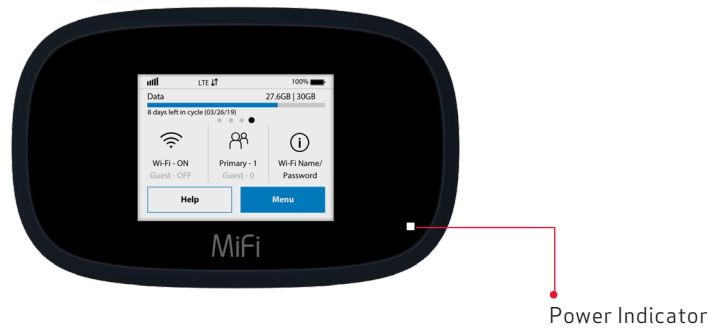 LTE 100%
Data 27.6GB | 30GB
8 days left in cycle (03/26/19)
Wi-Fi - ON Primary - 1 Wi-Fi Name/
Guest - OFF Guest - 0 Password
Help Menu
MiFi
Power Indicator